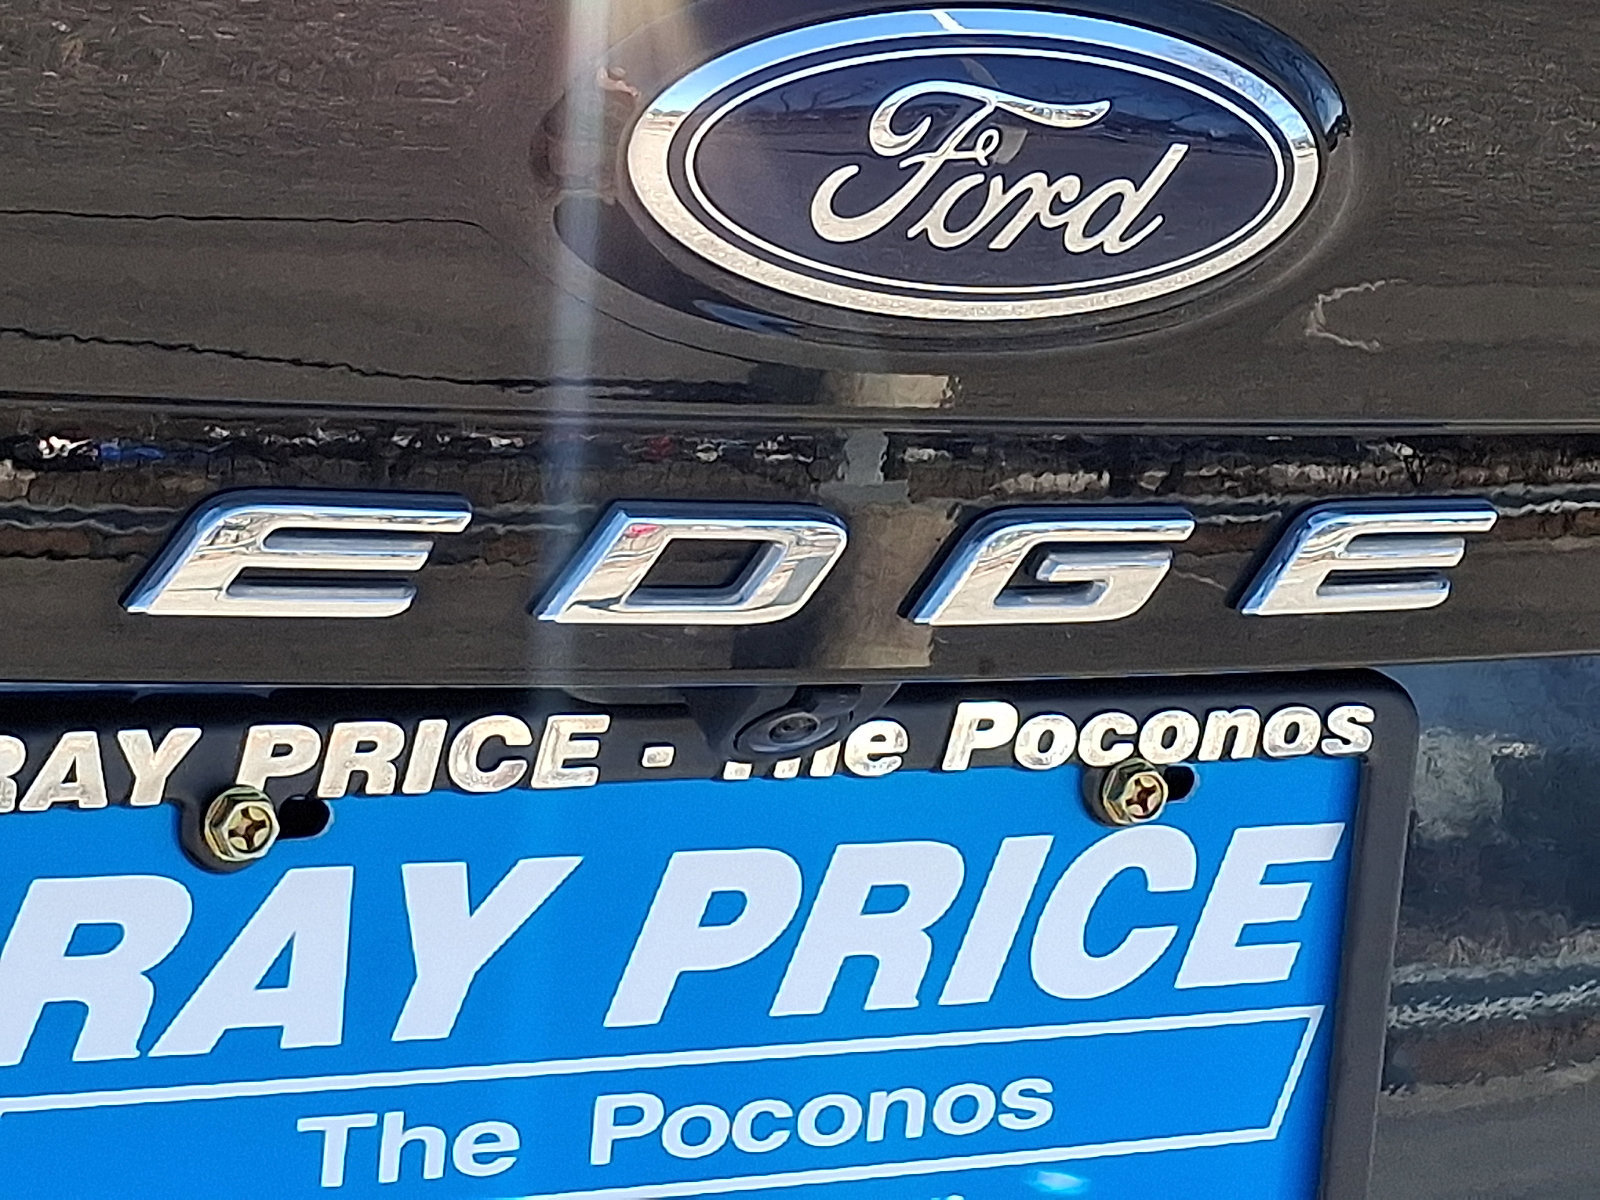 Ford
EDGE
RAY PRICE - The Poconos
RAY PRICE
The Poconos